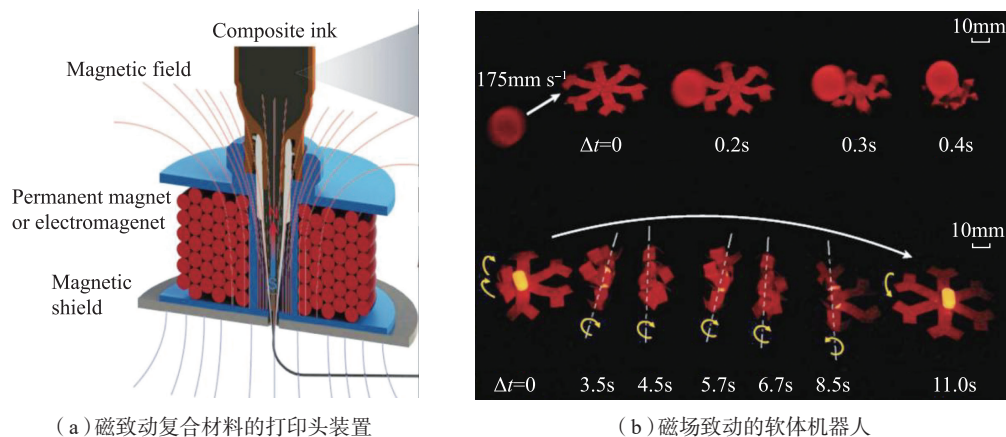 Composite ink
Magnetic field
Permanent magnet
or electromagenet
Magnetic
shield
(a)磁致动复合材料的打印头装置
10mm
175mm s⁻¹
Δt=0 0.2s 0.3s 0.4s
10mm
Δt=0 3.5s 4.5s 5.7s 6.7s 8.5s 11.0s
(b)磁场致动的软体机器人